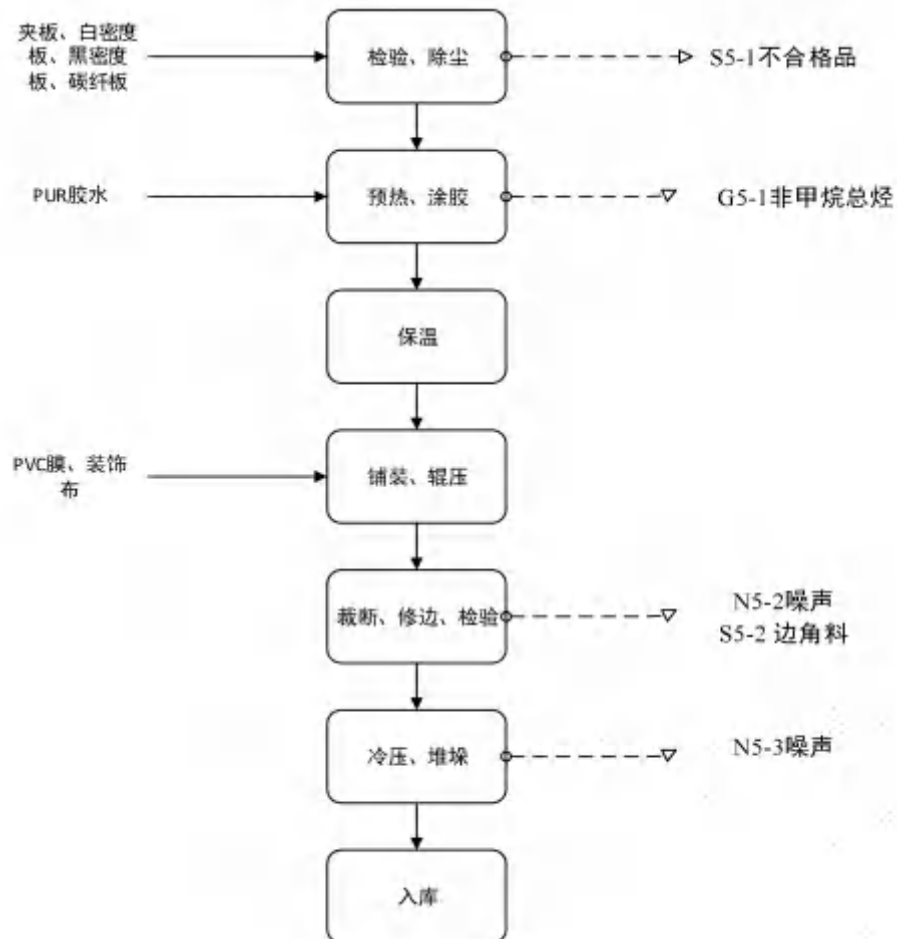 夹板、白密度
板、黑密度
板、碳纤板
检验、除尘
S5-1不合格品
PUR胶水
预热、涂胶
G5-1非甲烷总烃
保温
PVC膜、装饰
布
铺装、辊压
裁断、修边、检验
N5-2噪声
S5-2 边角料
冷压、堆垛
N5-3噪声
入库